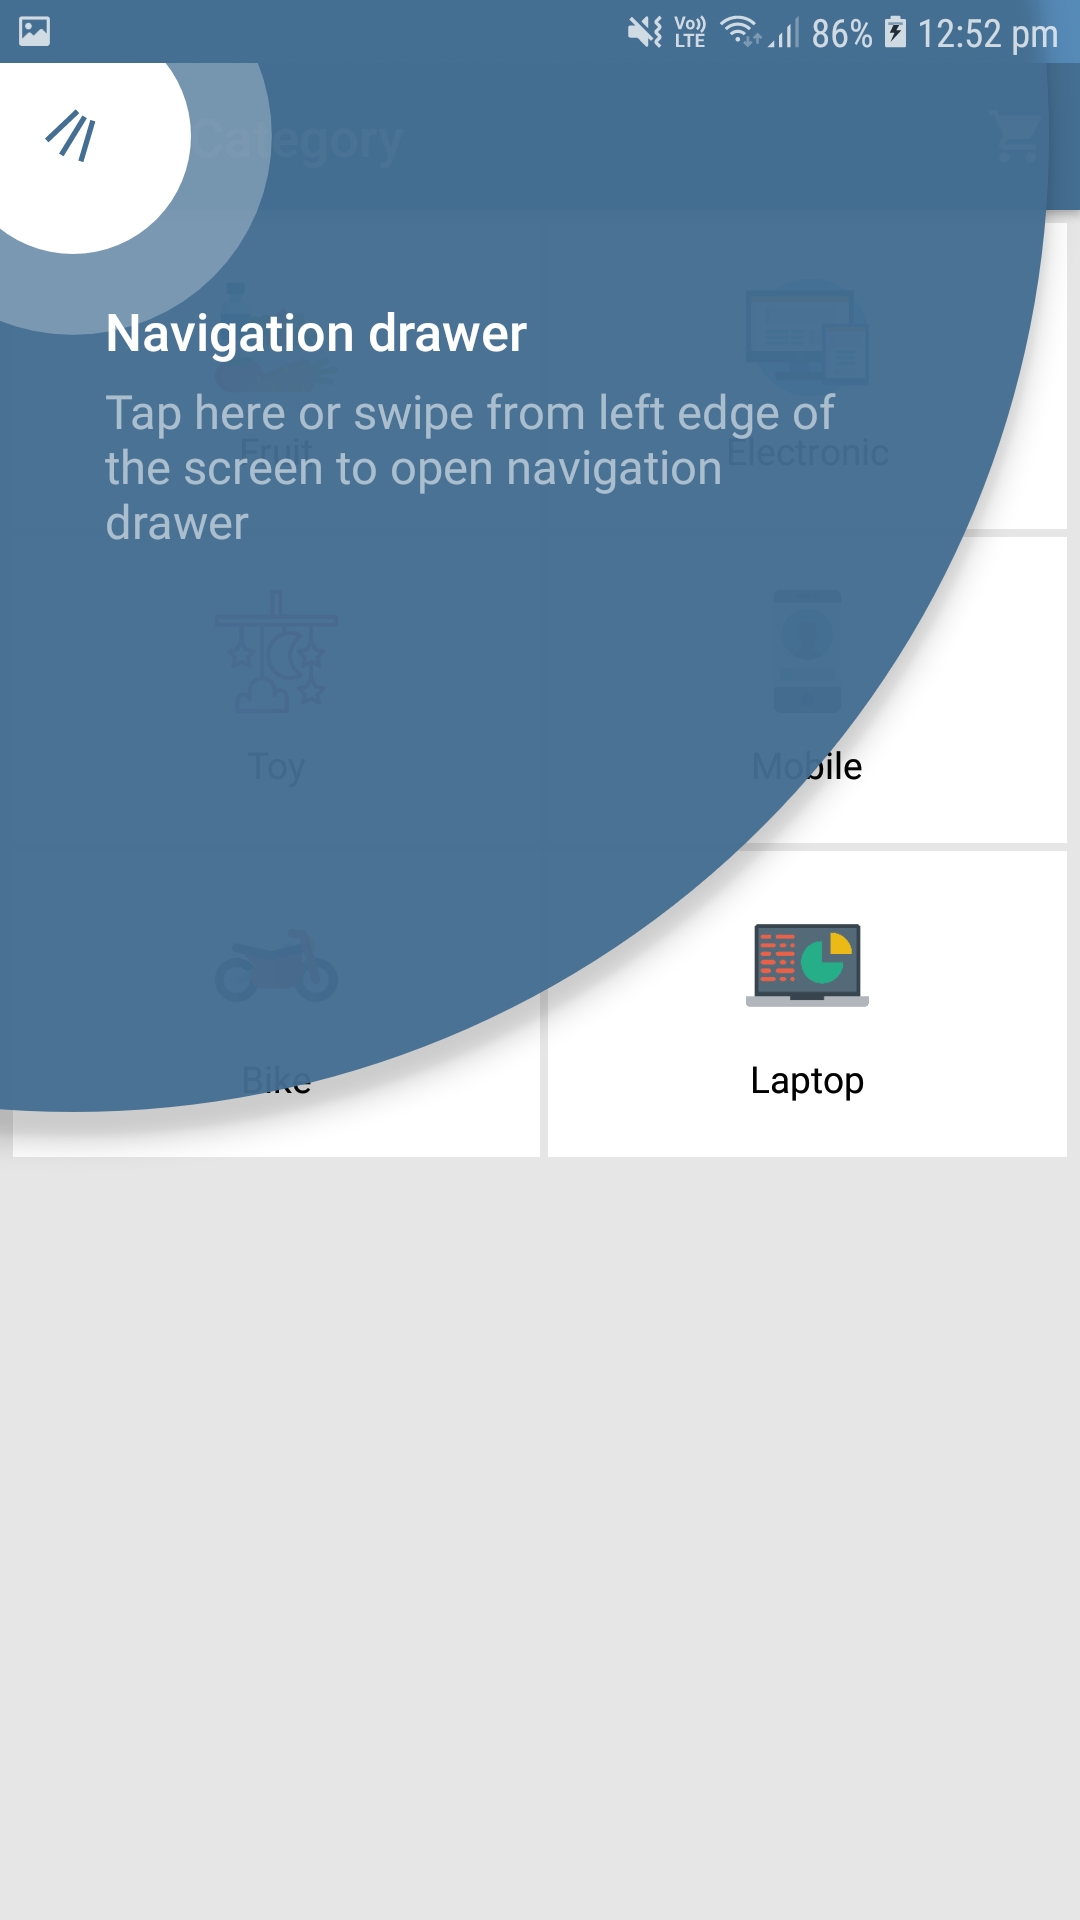 Vo)) LTE 86% 12:52 pm
Category
Navigation drawer
Tap here or swipe from left edge of
the screen to open navigation
drawer
Fruit
Electronic
Toy
Mobile
Bike
Laptop